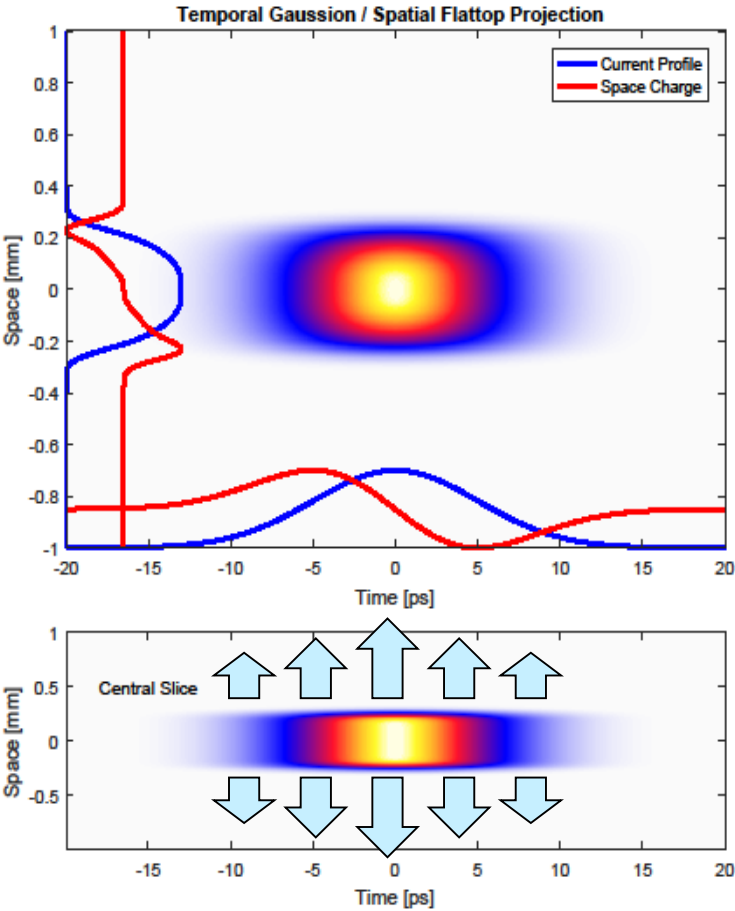 Temporal Gaussion / Spatial Flattop Projection
Current Profile
Space Charge
1
0.8
0.6
0.4
0.2
0
-0.2
-0.4
-0.6
-0.8
-1
Space [mm]
-20 -15 -10 -5 0 5 10 15 20
Time [ps]
Central Slice
1
0.5
0
-0.5
Space [mm]
-15 -10 -5 0 5 10 15 20
Time [ps]